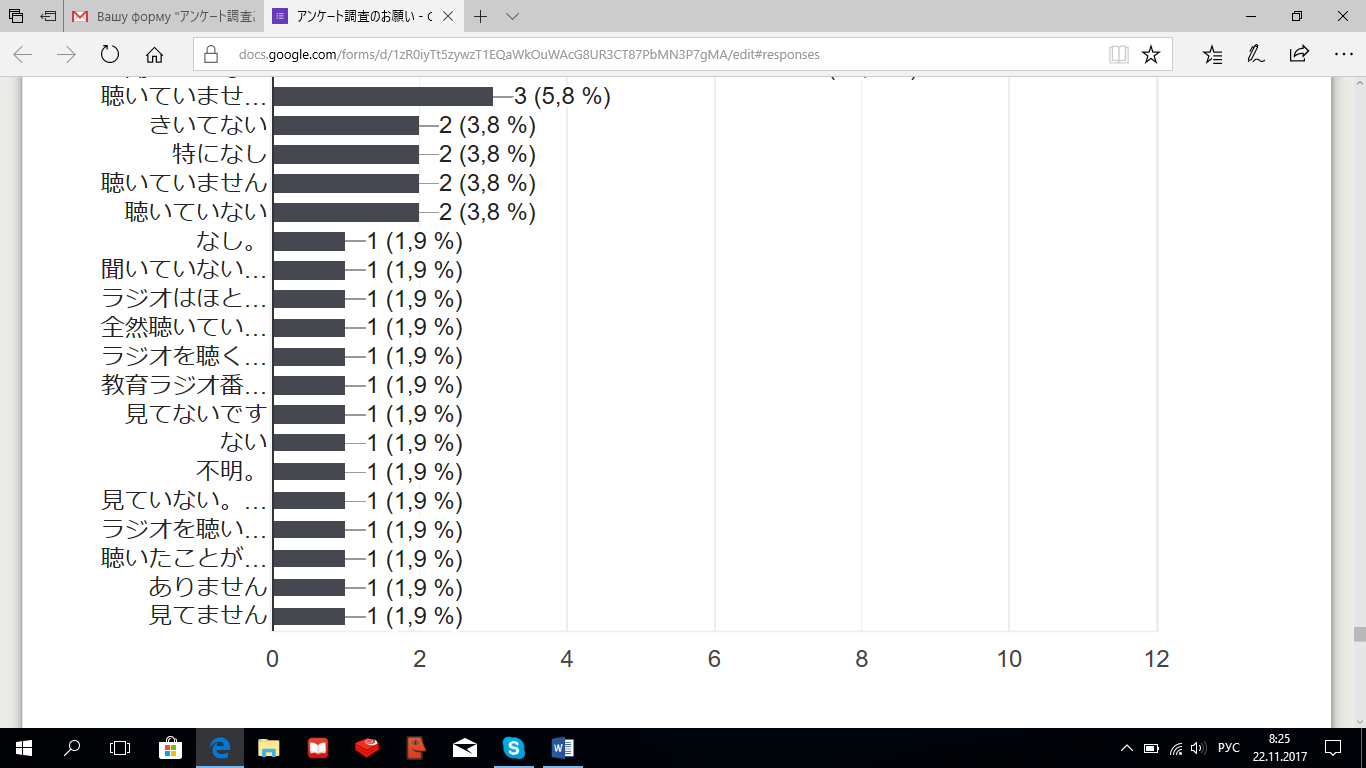 Вашу форму "アンケート調査
アンケート調査のお願い - G
docs.google.com/forms/d/1zR0iyTt5zywzT1EQaWkOuWAcG8UR3CT87PbMN3P7gMA/edit#responses
聴いていませ… 3 (5,8 %)
きいてない 2 (3,8 %)
特になし 2 (3,8 %)
聴いていません 2 (3,8 %)
聴いていない 2 (3,8 %)
なし。 1 (1,9 %)
聞いていない… 1 (1,9 %)
ラジオはほと… 1 (1,9 %)
全然聴いてい… 1 (1,9 %)
ラジオを聴く… 1 (1,9 %)
教育ラジオ番… 1 (1,9 %)
見てないです 1 (1,9 %)
ない 1 (1,9 %)
不明。 1 (1,9 %)
見ていない。… 1 (1,9 %)
ラジオを聴い… 1 (1,9 %)
聴いたことが… 1 (1,9 %)
ありません 1 (1,9 %)
見てません 1 (1,9 %)
0 2 4 6 8 10 12
РУС
8:25
22.11.2017